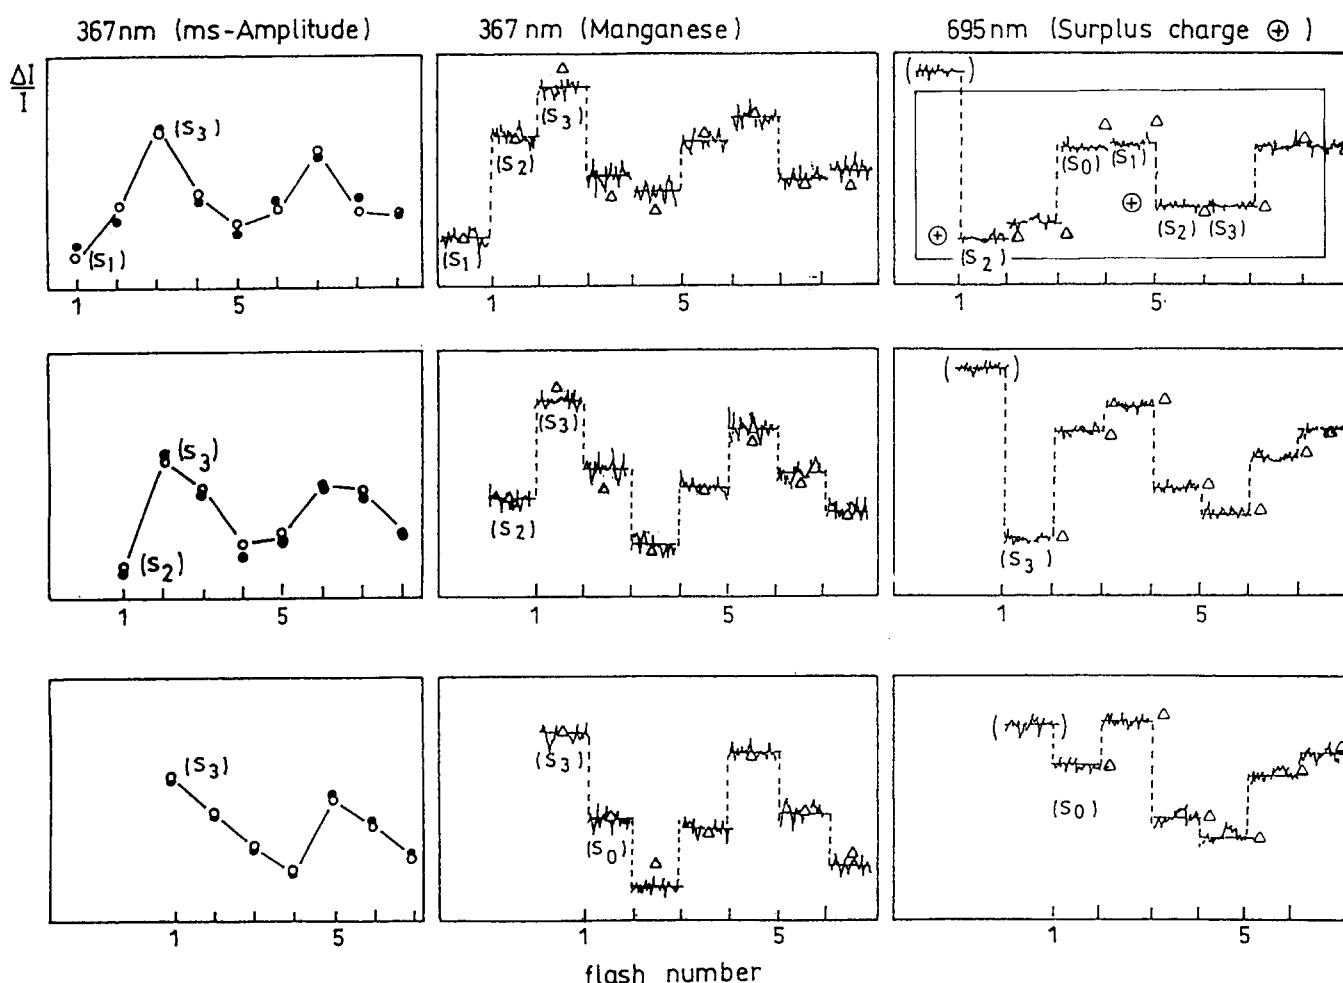 367nm (ms-Amplitude)
367 nm (Manganese)
695nm (Surplus charge ⊕ )
ΔI
I
(S3)
(S1)
1
5
(S3)
(S2)
(S1)
5
( )
(S0)
(S1)
⊕
⊕
(S2)
(S2)
(S3)
1
5
(S3)
(S2)
1
5
(S3)
(S2)
1
5
( )
(S3)
1
5
(S3)
1
5
(S3)
(S0)
1
5
( )
(S0)
1
5
flash number